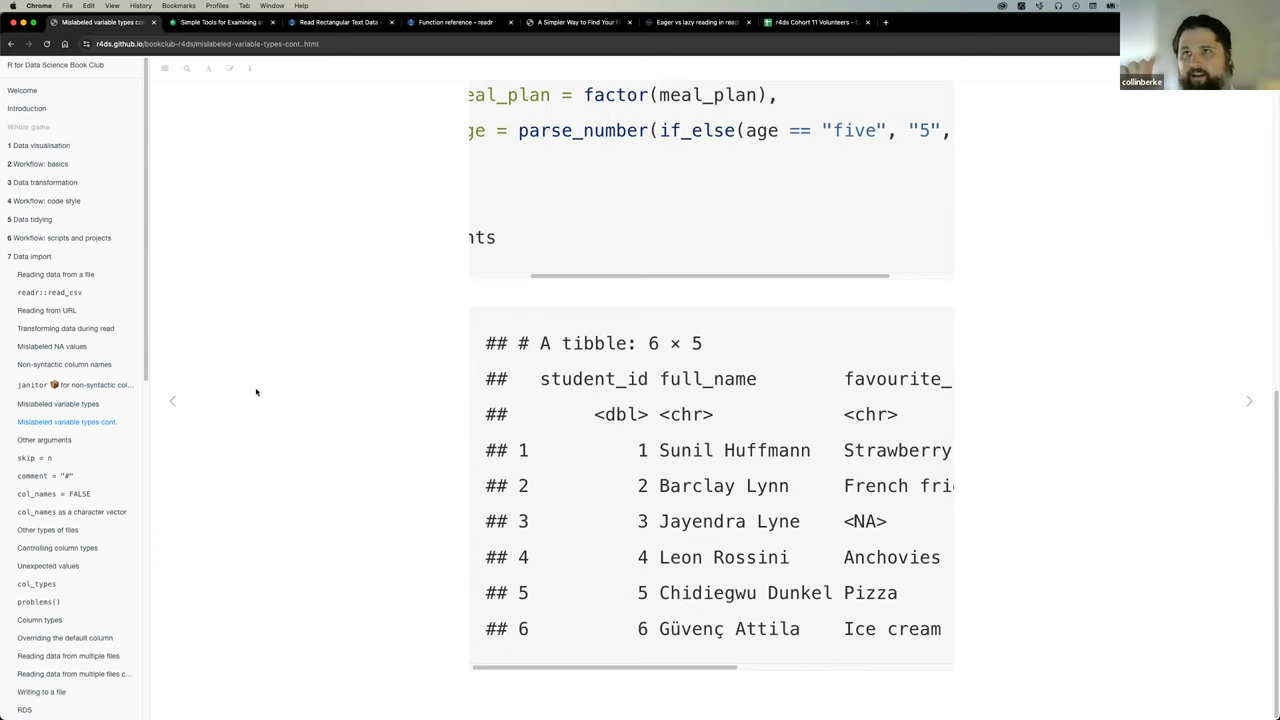 Chrome File Edit View History Bookmarks Profiles Tab Window Help
Mislabeled variable types co
Simple Tools for Examining a
Read Rectangular Text Data •
Function reference • readr
A Simpler Way to Find Your F
Eager vs lazy reading in read
r4ds Cohort 11 Volunteers - G
r4ds.github.io/bookclub-r4ds/mislabeled-variable-types-cont..html
collinberke
R for Data Science Book Club
Welcome
Introduction
Whole game
1 Data visualisation
2 Workflow: basics
3 Data transformation
4 Workflow: code style
5 Data tidying
6 Workflow: scripts and projects
7 Data import
Reading data from a file
readr::read_csv
Reading from URL
Transforming data during read
Mislabeled NA values
Non-syntactic column names
janitor 📦 for non-syntactic col...
Mislabeled variable types
Mislabeled variable types cont.
Other arguments
skip = n
comment = "#"
col_names = FALSE
col_names as a character vector
Other types of files
Controlling column types
Unexpected values
col_types
problems()
Column types
Overriding the default column
Reading data from multiple files
Reading data from multiple files c...
Writing to a file
RDS
eal_plan = factor(meal_plan),
ge = parse_number(if_else(age == "five", "5",
nts
## # A tibble: 6 × 5
## student_id full_name favourite_
## <dbl> <chr> <chr>
## 1 1 Sunil Huffmann Strawberry
## 2 2 Barclay Lynn French frie
## 3 3 Jayendra Lyne <NA>
## 4 4 Leon Rossini Anchovies
## 5 5 Chidiegwu Dunkel Pizza
## 6 6 Güvenç Attila Ice cream